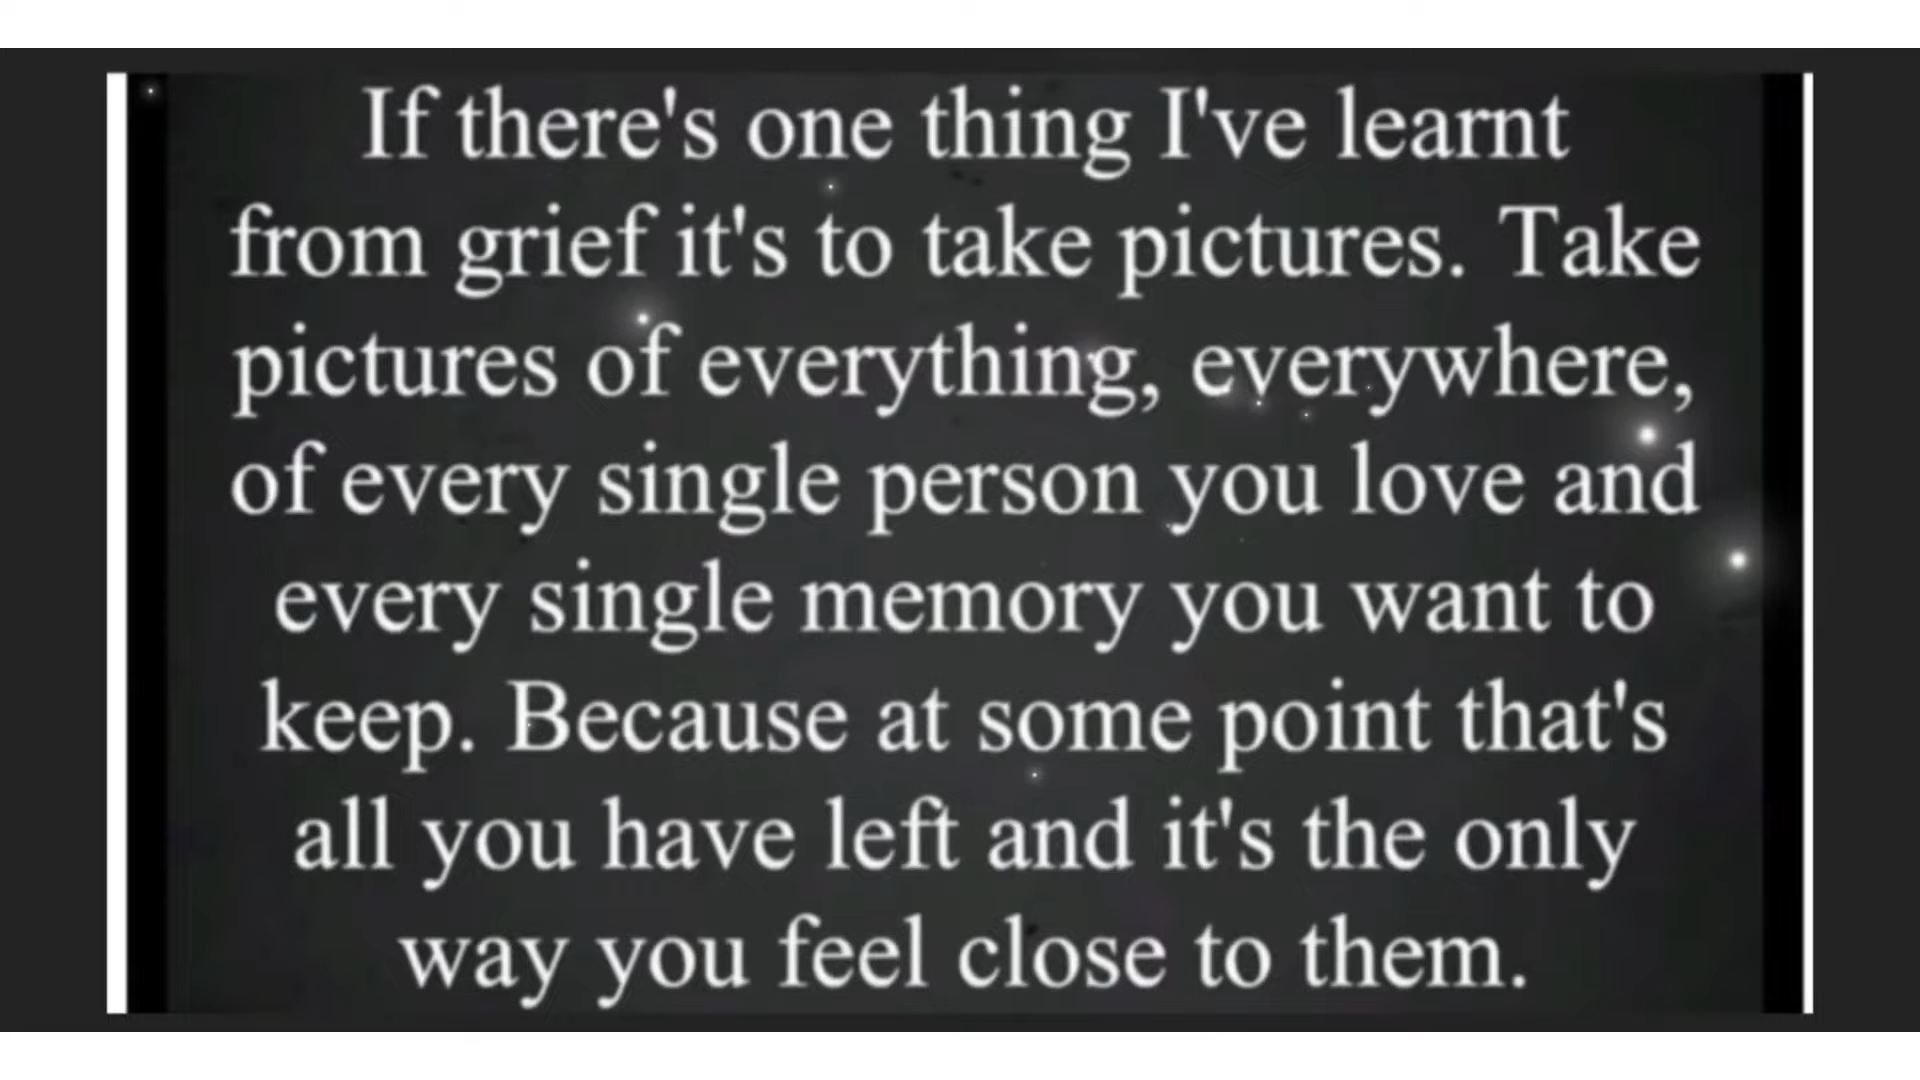 If there's one thing I've learnt
from grief it's to take pictures. Take
pictures of everything, everywhere,
of every single person you love and
every single memory you want to
keep. Because at some point that's
all you have left and it's the only
way you feel close to them.